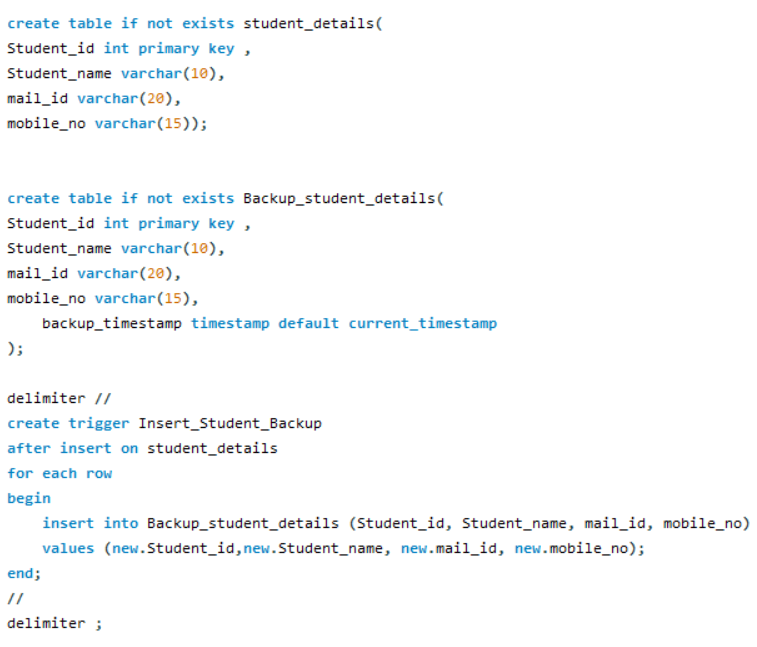 create table if not exists student_details(
Student_id int primary key ,
Student_name varchar(10),
mail_id varchar(20),
mobile_no varchar(15));
create table if not exists Backup_student_details(
Student_id int primary key ,
Student_name varchar(10),
mail_id varchar(20),
mobile_no varchar(15),
    backup_timestamp timestamp default current_timestamp
);
delimiter //
create trigger Insert_Student_Backup
after insert on student_details
for each row
begin
    insert into Backup_student_details (Student_id, Student_name, mail_id, mobile_no)
    values (new.Student_id,new.Student_name, new.mail_id, new.mobile_no);
end;
//
delimiter ;